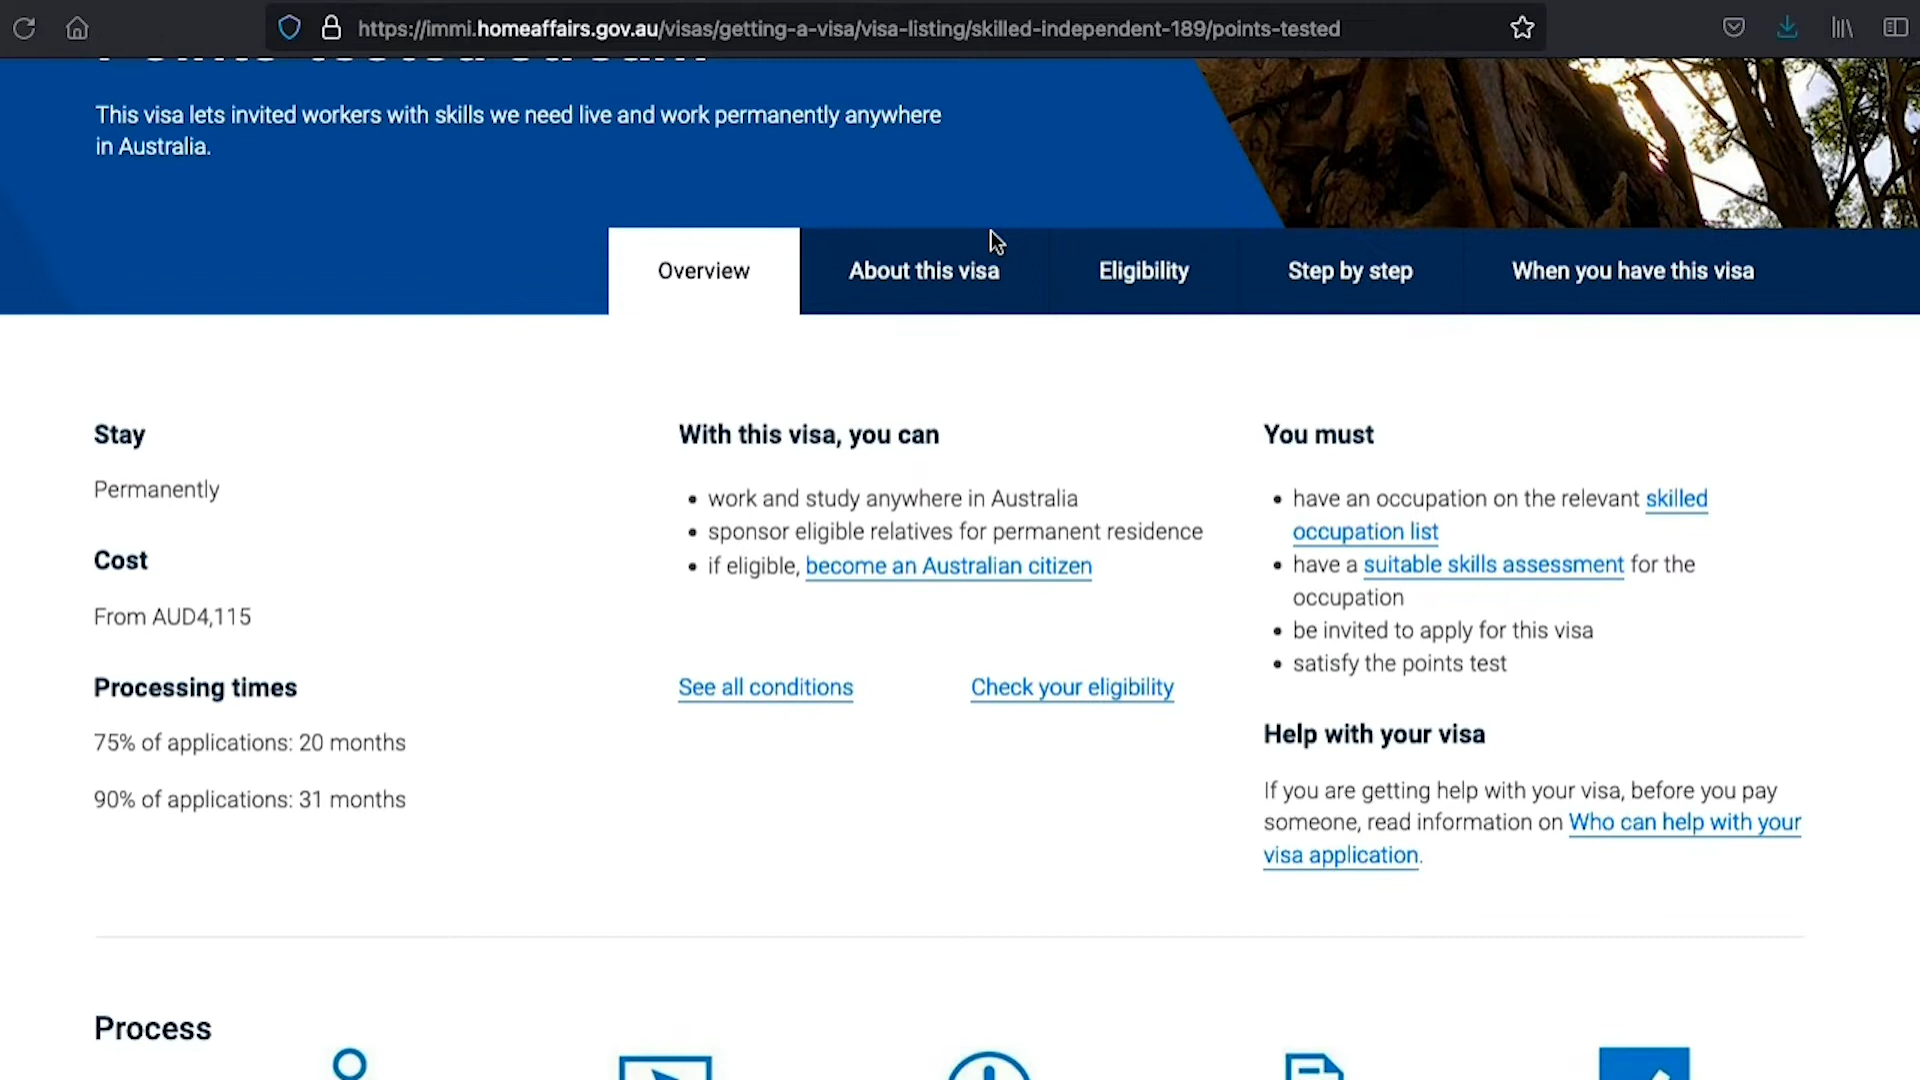 https://immi.homeaffairs.gov.au/visas/getting-a-visa/visa-listing/skilled-independent-189/points-tested
This visa lets invited workers with skills we need live and work permanently anywhere
in Australia.
Overview
About this visa
Eligibility
Step by step
When you have this visa
Stay
Permanently
Cost
From AUD4,115
Processing times
75% of applications: 20 months
90% of applications: 31 months
With this visa, you can
work and study anywhere in Australia
sponsor eligible relatives for permanent residence
if eligible, become an Australian citizen
See all conditions
Check your eligibility
You must
have an occupation on the relevant skilled
occupation list
have a suitable skills assessment for the
occupation
be invited to apply for this visa
satisfy the points test
Help with your visa
If you are getting help with your visa, before you pay
someone, read information on Who can help with your
visa application.
Process